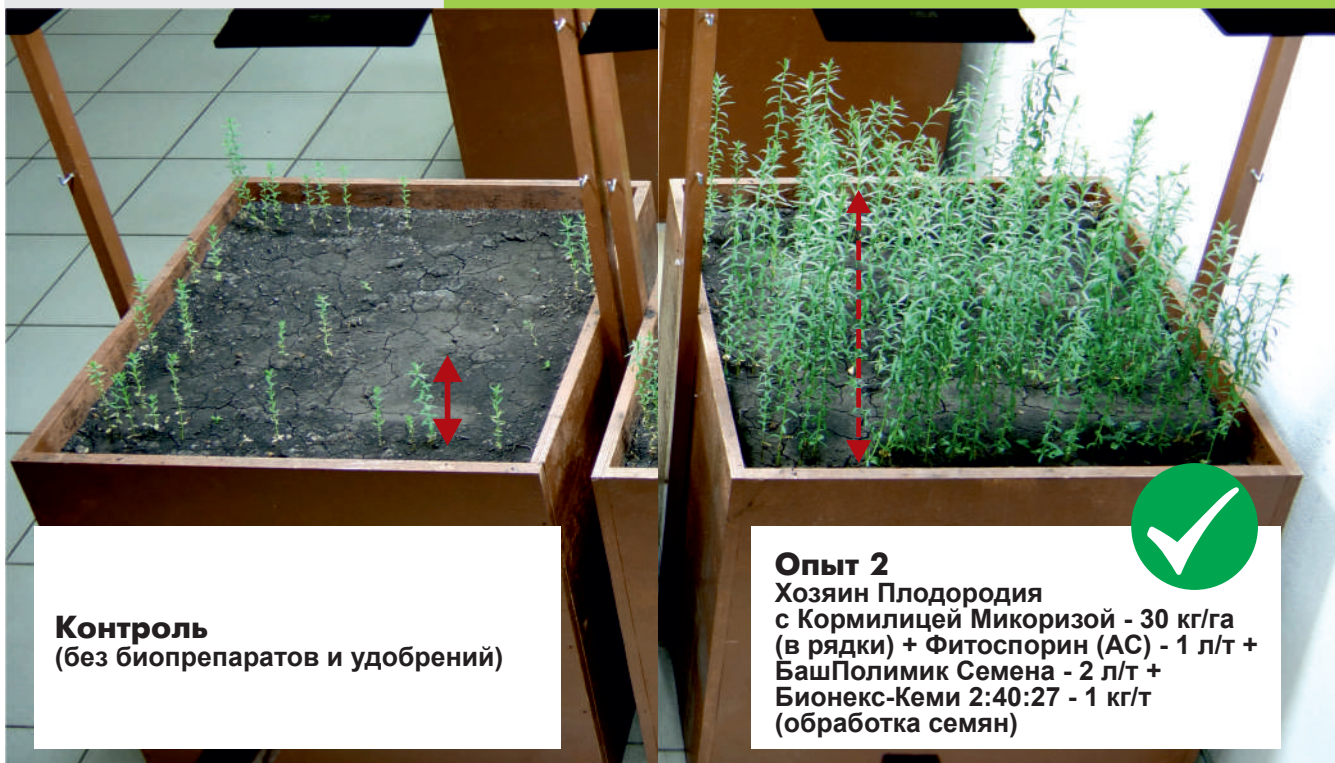 Контроль
(без биопрепаратов и удобрений)
Опыт 2
Хозяин Плодородия
с Кормилицей Микоризой - 30 кг/га
(в рядки) + Фитоспорин (АС) - 1 л/т +
БашПолимик Семена - 2 л/т +
Бионекс-Кеми 2:40:27 - 1 кг/т
(обработка семян)